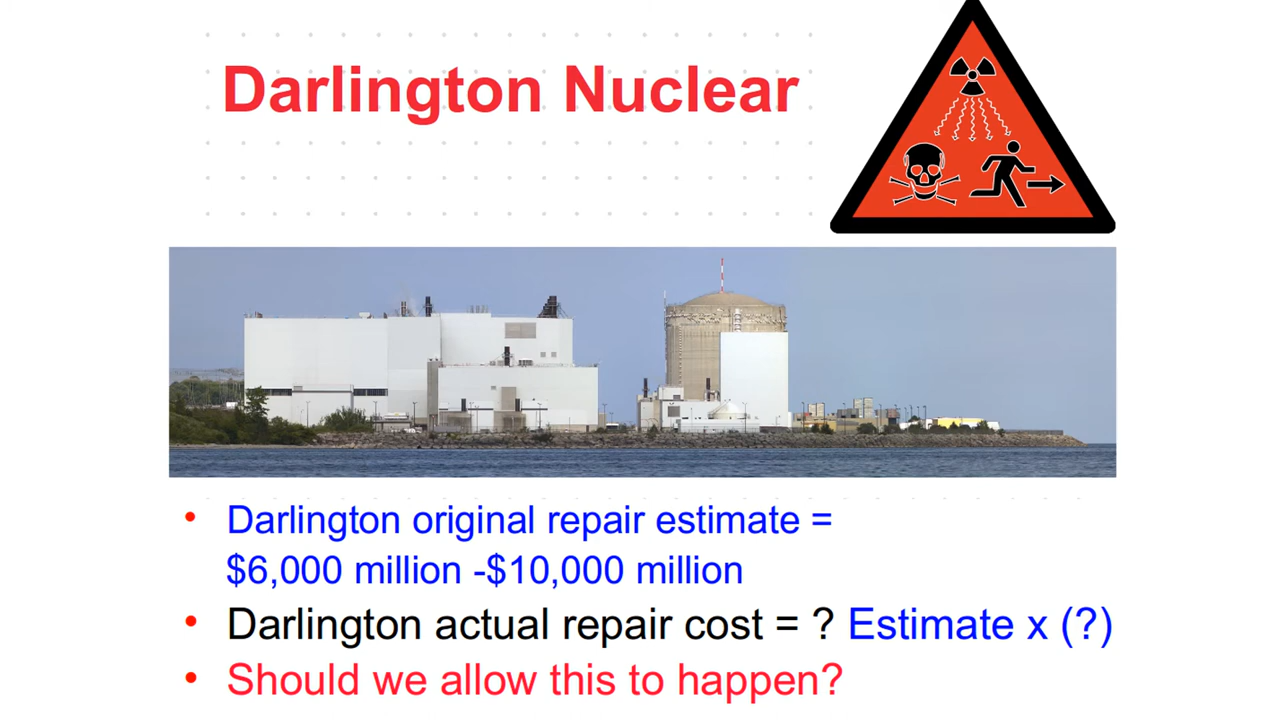 Darlington Nuclear
• Darlington original repair estimate =
$6,000 million -$10,000 million
• Darlington actual repair cost = ? Estimate x (?)
• Should we allow this to happen?